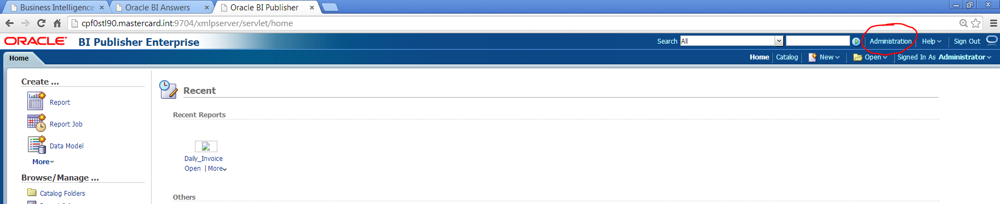 Business Intelligence
Oracle BI Answers
Oracle BI Publisher
cpf0stl90.mastercard.int:9704/xmlpserver/servlet/home
ORACLE BI Publisher Enterprise
Search All Administration Help Sign Out
Home
Home Catalog New Open Signed In As Administrator
Create ...
Report
Report Job
Data Model
More
Browse/Manage ...
Catalog Folders
Recent
Recent Reports
Daily_Invoice
Open | More
Others